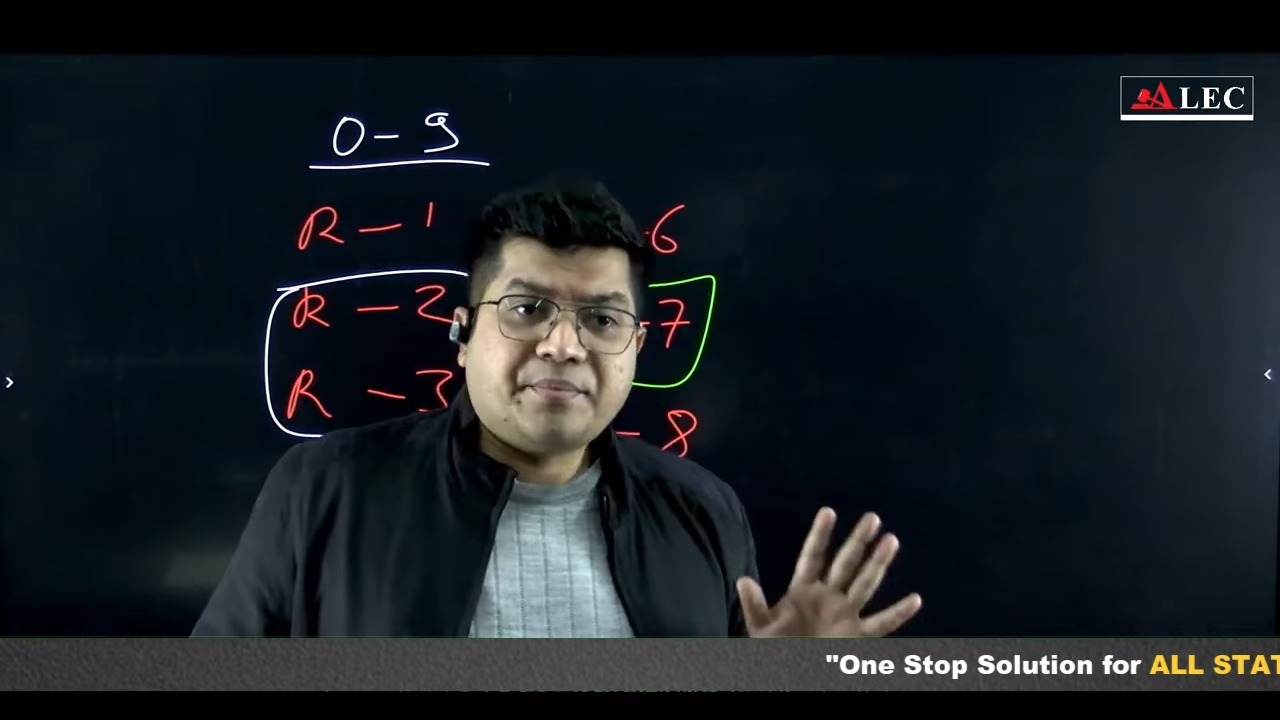 ALEC
0 - 9
R - 1
-6
R - 2
-7
R - 3
- 8
"One Stop Solution for ALL STAT